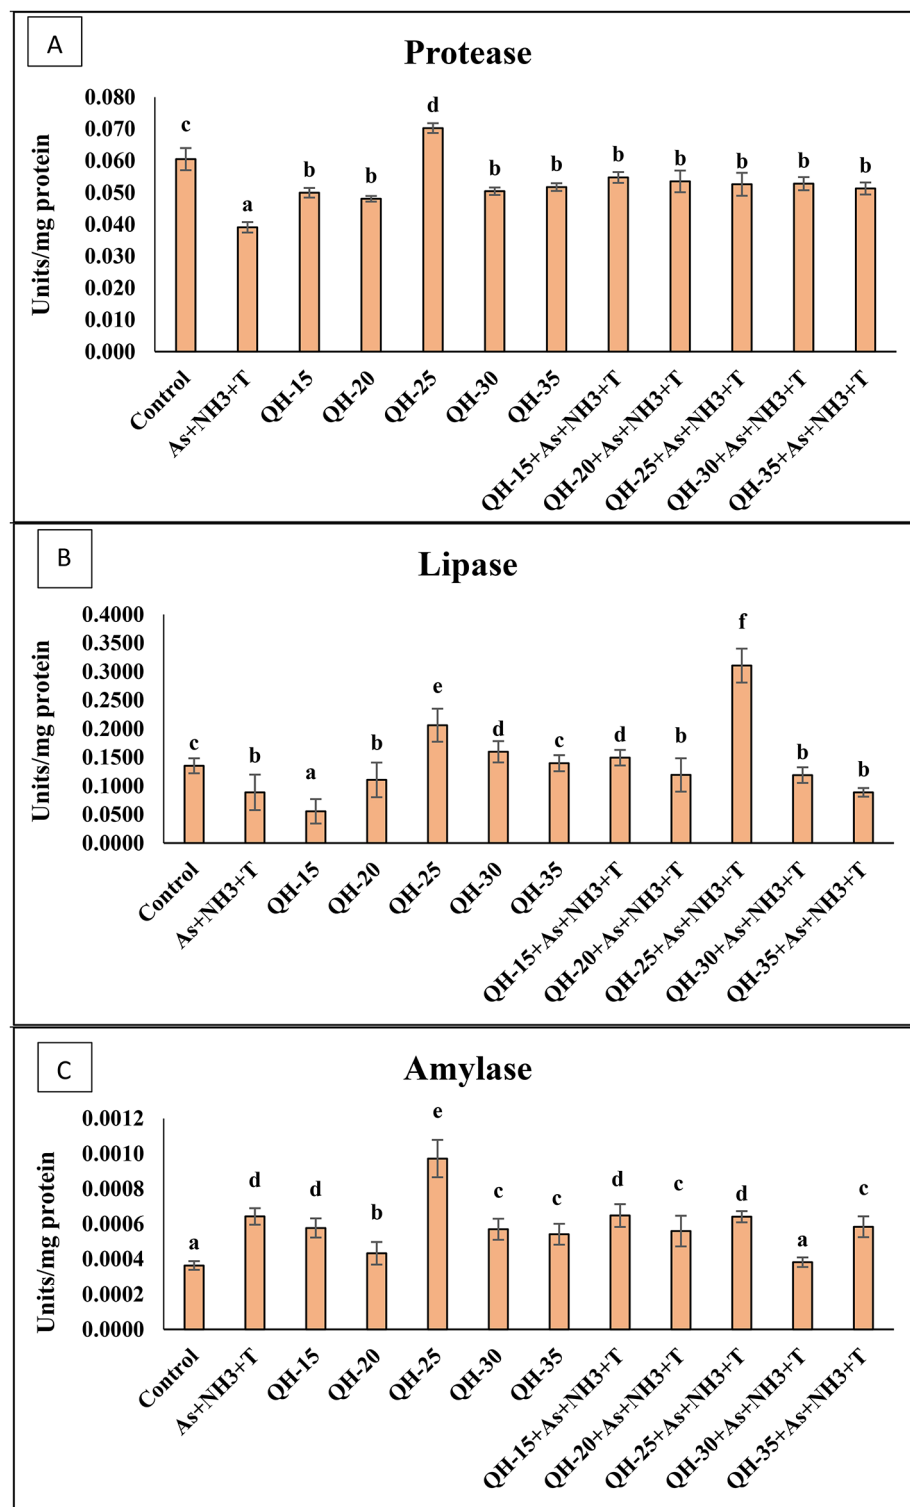 A
Protease
Units/mg protein
0.080
0.070
0.060
0.050
0.040
0.030
0.020
0.010
0.000
c
a
b
b
d
b
b
b
b
b
b
b
Control
As+NH3+T
QH-15
QH-20
QH-25
QH-30
QH-35
QH-15+As+NH3+T
QH-20+As+NH3+T
QH-25+As+NH3+T
QH-30+As+NH3+T
QH-35+As+NH3+T
B
Lipase
Units/mg protein
0.4000
0.3500
0.3000
0.2500
0.2000
0.1500
0.1000
0.0500
0.0000
c
b
a
b
e
d
c
d
b
f
b
b
Control
As+NH3+T
QH-15
QH-20
QH-25
QH-30
QH-35
QH-15+As+NH3+T
QH-20+As+NH3+T
QH-25+As+NH3+T
QH-30+As+NH3+T
QH-35+As+NH3+T
C
Amylase
Units/mg protein
0.0012
0.0010
0.0008
0.0006
0.0004
0.0002
0.0000
a
d
d
b
e
c
c
d
c
d
a
c
Control
As+NH3+T
QH-15
QH-20
QH-25
QH-30
QH-35
QH-15+As+NH3+T
QH-20+As+NH3+T
QH-25+As+NH3+T
QH-30+As+NH3+T
QH-35+As+NH3+T